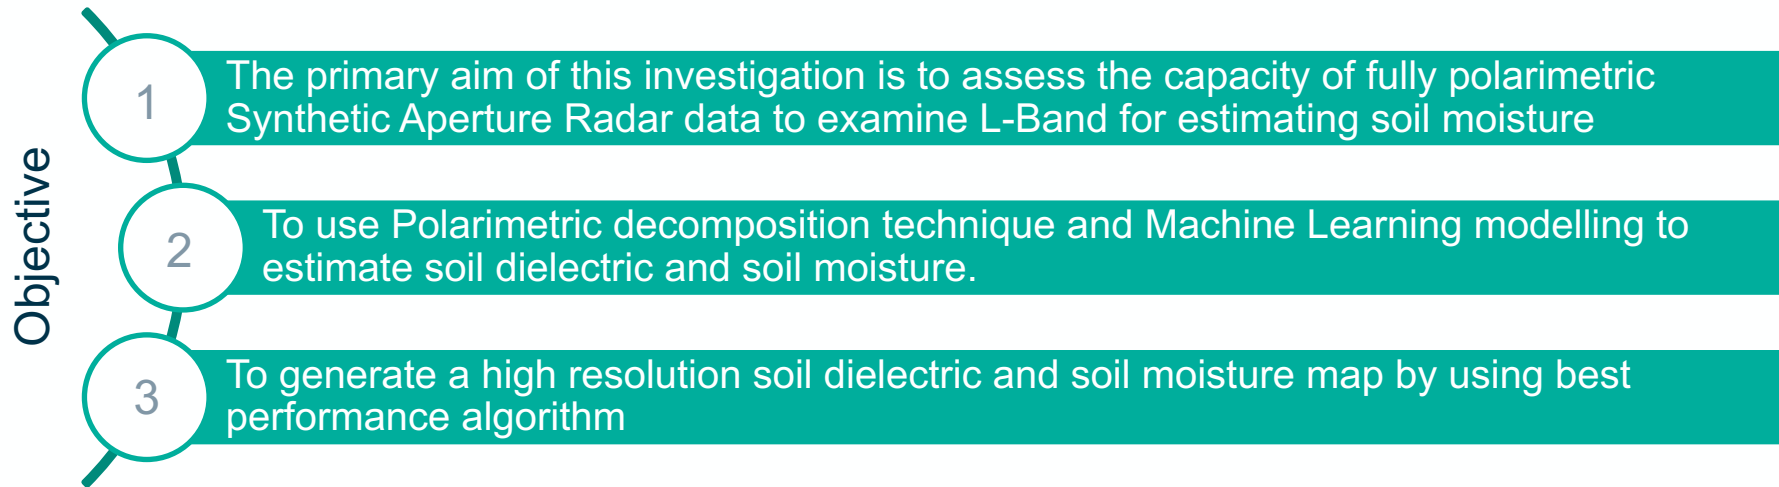 Objective
1
The primary aim of this investigation is to assess the capacity of fully polarimetric
Synthetic Aperture Radar data to examine L-Band for estimating soil moisture
2
To use Polarimetric decomposition technique and Machine Learning modelling to
estimate soil dielectric and soil moisture.
3
To generate a high resolution soil dielectric and soil moisture map by using best
performance algorithm